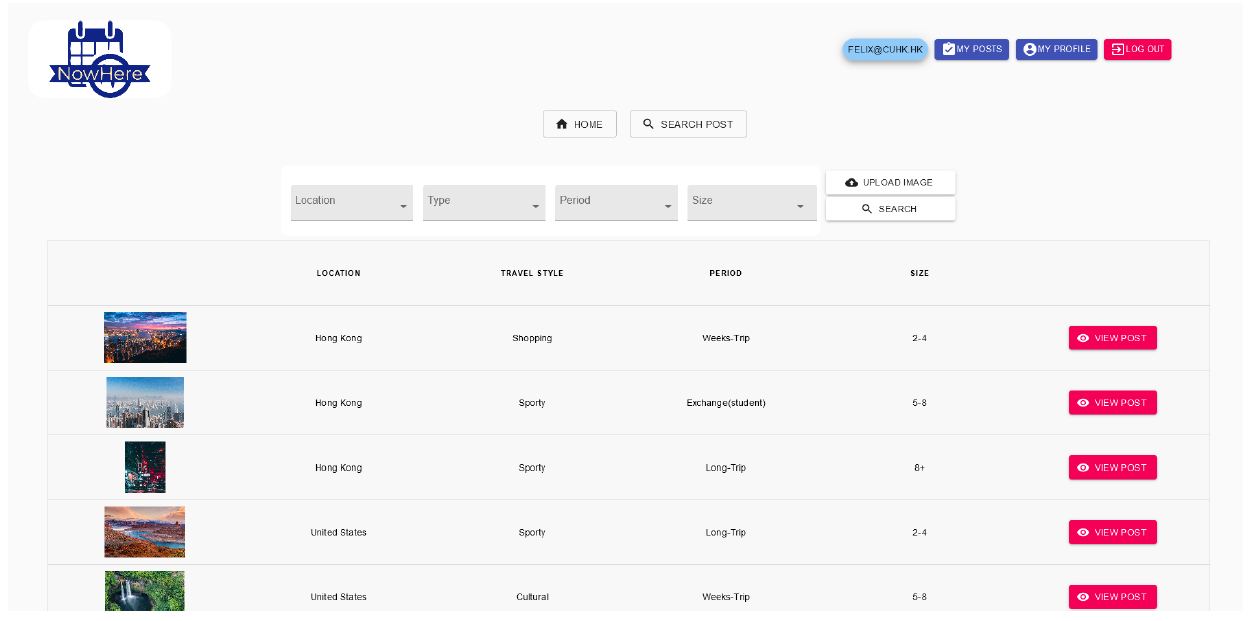 NowHere
FELIX@CUHK.HK MY POSTS MY PROFILE LOG OUT
HOME SEARCH POST
Location Type Period Size UPLOAD IMAGE
SEARCH
LOCATION TRAVEL STYLE PERIOD SIZE
Hong Kong Shopping Weeks-Trip 2-4 VIEW POST
Hong Kong Sporty Exchange(student) 5-8 VIEW POST
Hong Kong Sporty Long-Trip 8+ VIEW POST
United States Sporty Long-Trip 2-4 VIEW POST
United States Cultural Weeks-Trip 5-8 VIEW POST